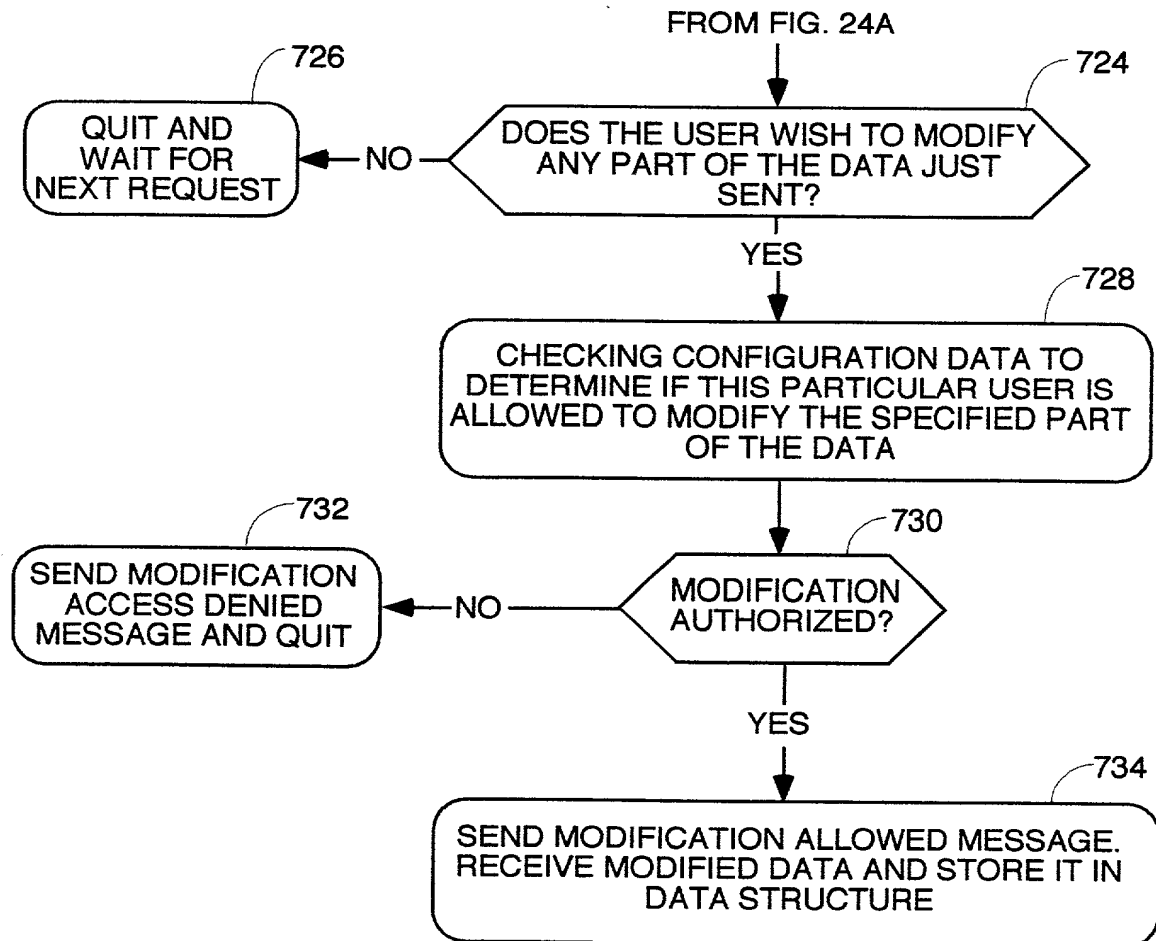 FROM FIG. 24A
726
724
QUIT AND
WAIT FOR
NEXT REQUEST
NO
DOES THE USER WISH TO MODIFY
ANY PART OF THE DATA JUST
SENT?
YES
728
CHECKING CONFIGURATION DATA TO
DETERMINE IF THIS PARTICULAR USER IS
ALLOWED TO MODIFY THE SPECIFIED PART
OF THE DATA
732
730
SEND MODIFICATION
ACCESS DENIED
MESSAGE AND QUIT
NO
MODIFICATION
AUTHORIZED?
YES
734
SEND MODIFICATION ALLOWED MESSAGE.
RECEIVE MODIFIED DATA AND STORE IT IN
DATA STRUCTURE